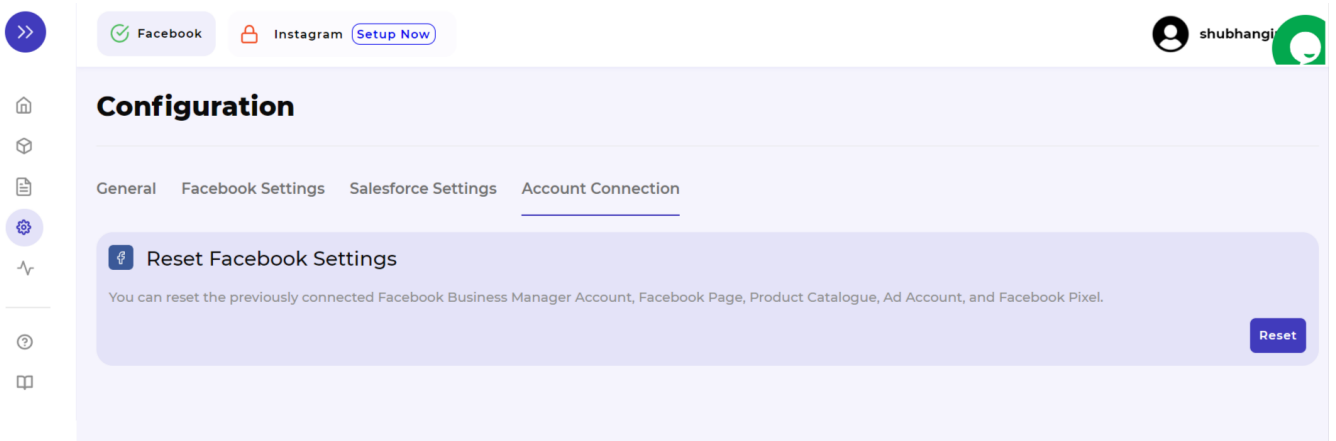 Facebook
Instagram Setup Now
Configuration
General Facebook Settings Salesforce Settings Account Connection
Reset Facebook Settings
You can reset the previously connected Facebook Business Manager Account, Facebook Page, Product Catalogue, Ad Account, and Facebook Pixel.
Reset